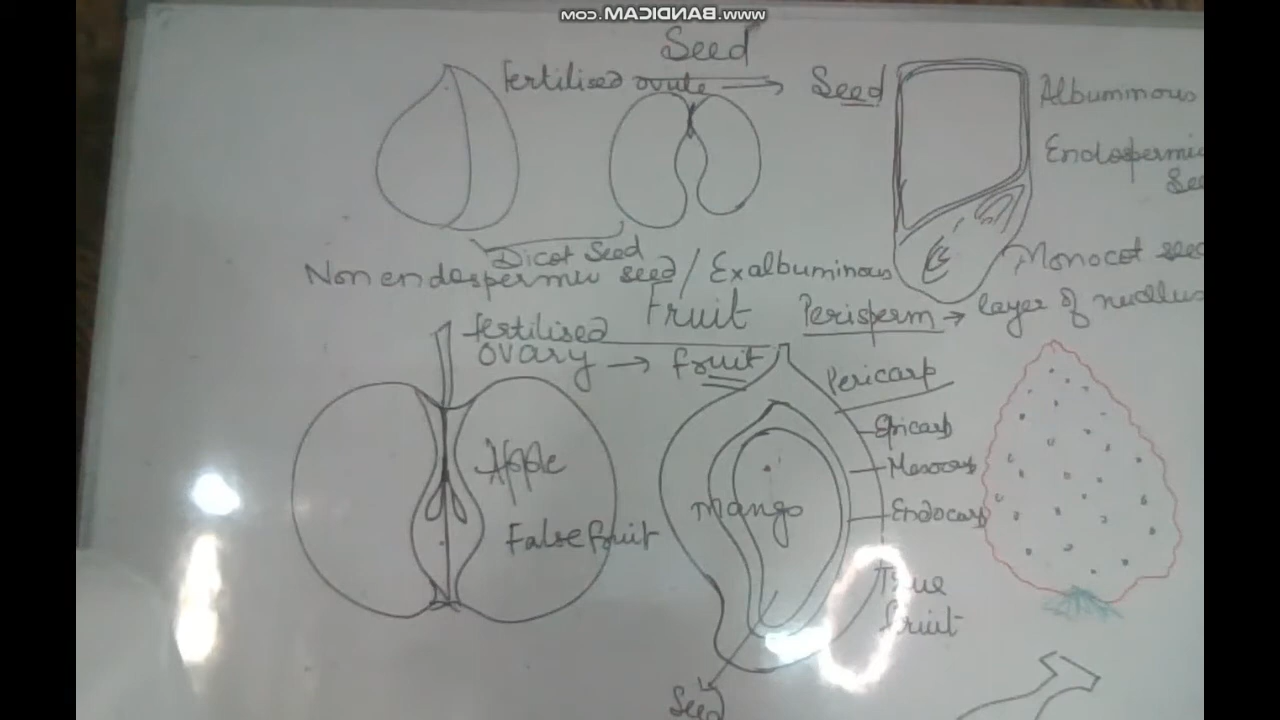 www.BANDICAM.com
Seed
fertilised ovule → Seed
Albuminous
Endospermic
See
Dicot Seed
Non endospermic seed / Exalbuminous
Monocot seed
Fruit
Perisperm → layer of nucellus
fertilised
ovary → fruit
Pericarp
Epicarp
Mesocarp
Endocarp
Apple
False fruit
mango
True
fruit
Seed